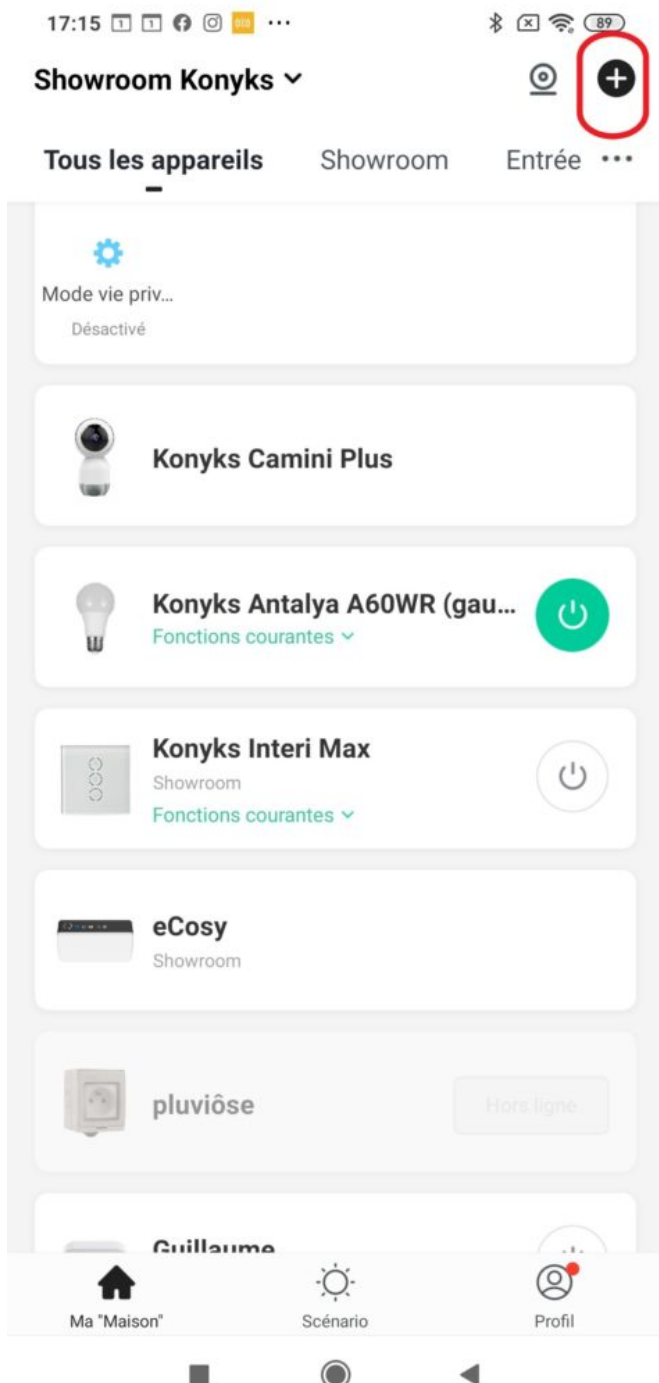 17:15
89
Showroom Konyks
Tous les appareils Showroom Entrée
Mode vie priv...
Désactivé
Konyks Camini Plus
Konyks Antalya A60WR (gau...
Fonctions courantes
Konyks Interi Max
Showroom
Fonctions courantes
eCosy
Showroom
pluviôse
Hors ligne
Guillaume
Ma "Maison" Scénario Profil